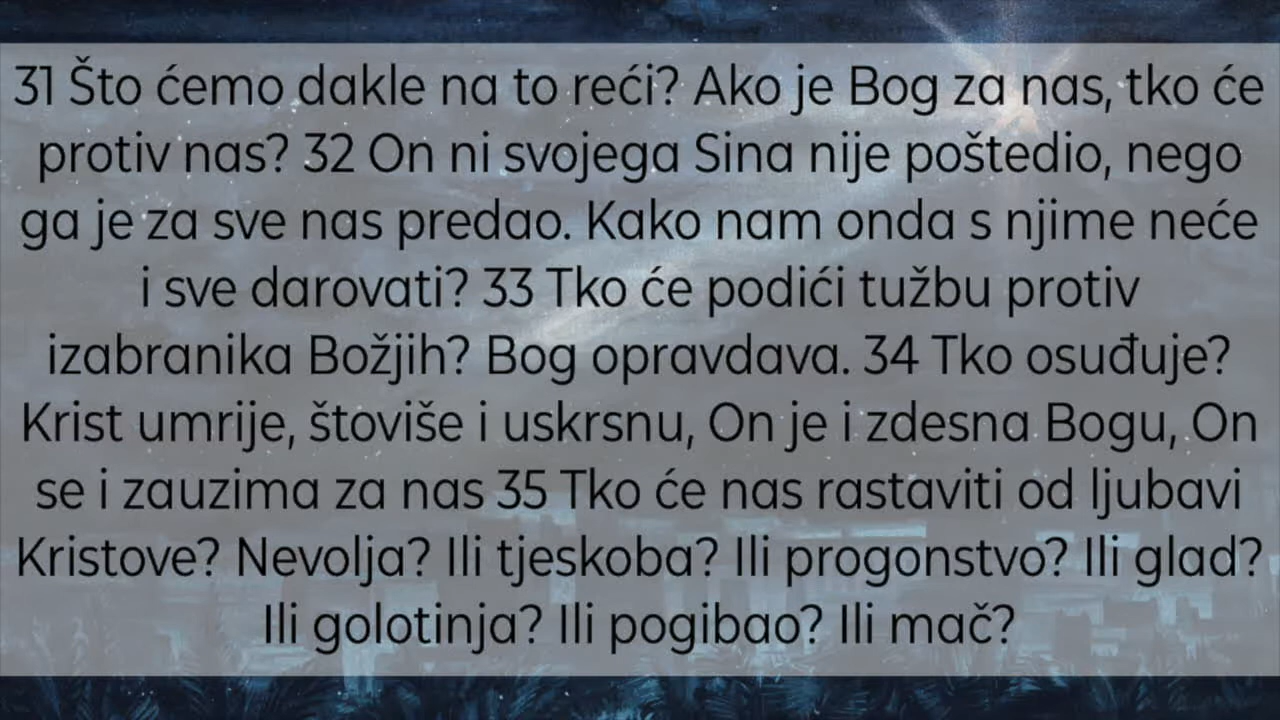 31 Što ćemo dakle na to reći? Ako je Bog za nas, tko će
protiv nas? 32 On ni svojega Sina nije poštedio, nego
ga je za sve nas predao. Kako nam onda s njime neće
i sve darovati? 33 Tko će podići tužbu protiv
izabranika Božjih? Bog opravdava. 34 Tko osuđuje?
Krist umrije, štoviše i uskrsnu, On je i zdesna Bogu, On
se i zauzima za nas 35 Tko će nas rastaviti od ljubavi
Kristove? Nevolja? Ili tjeskoba? Ili progonstvo? Ili glad?
Ili golotinja? Ili pogibao? Ili mač?